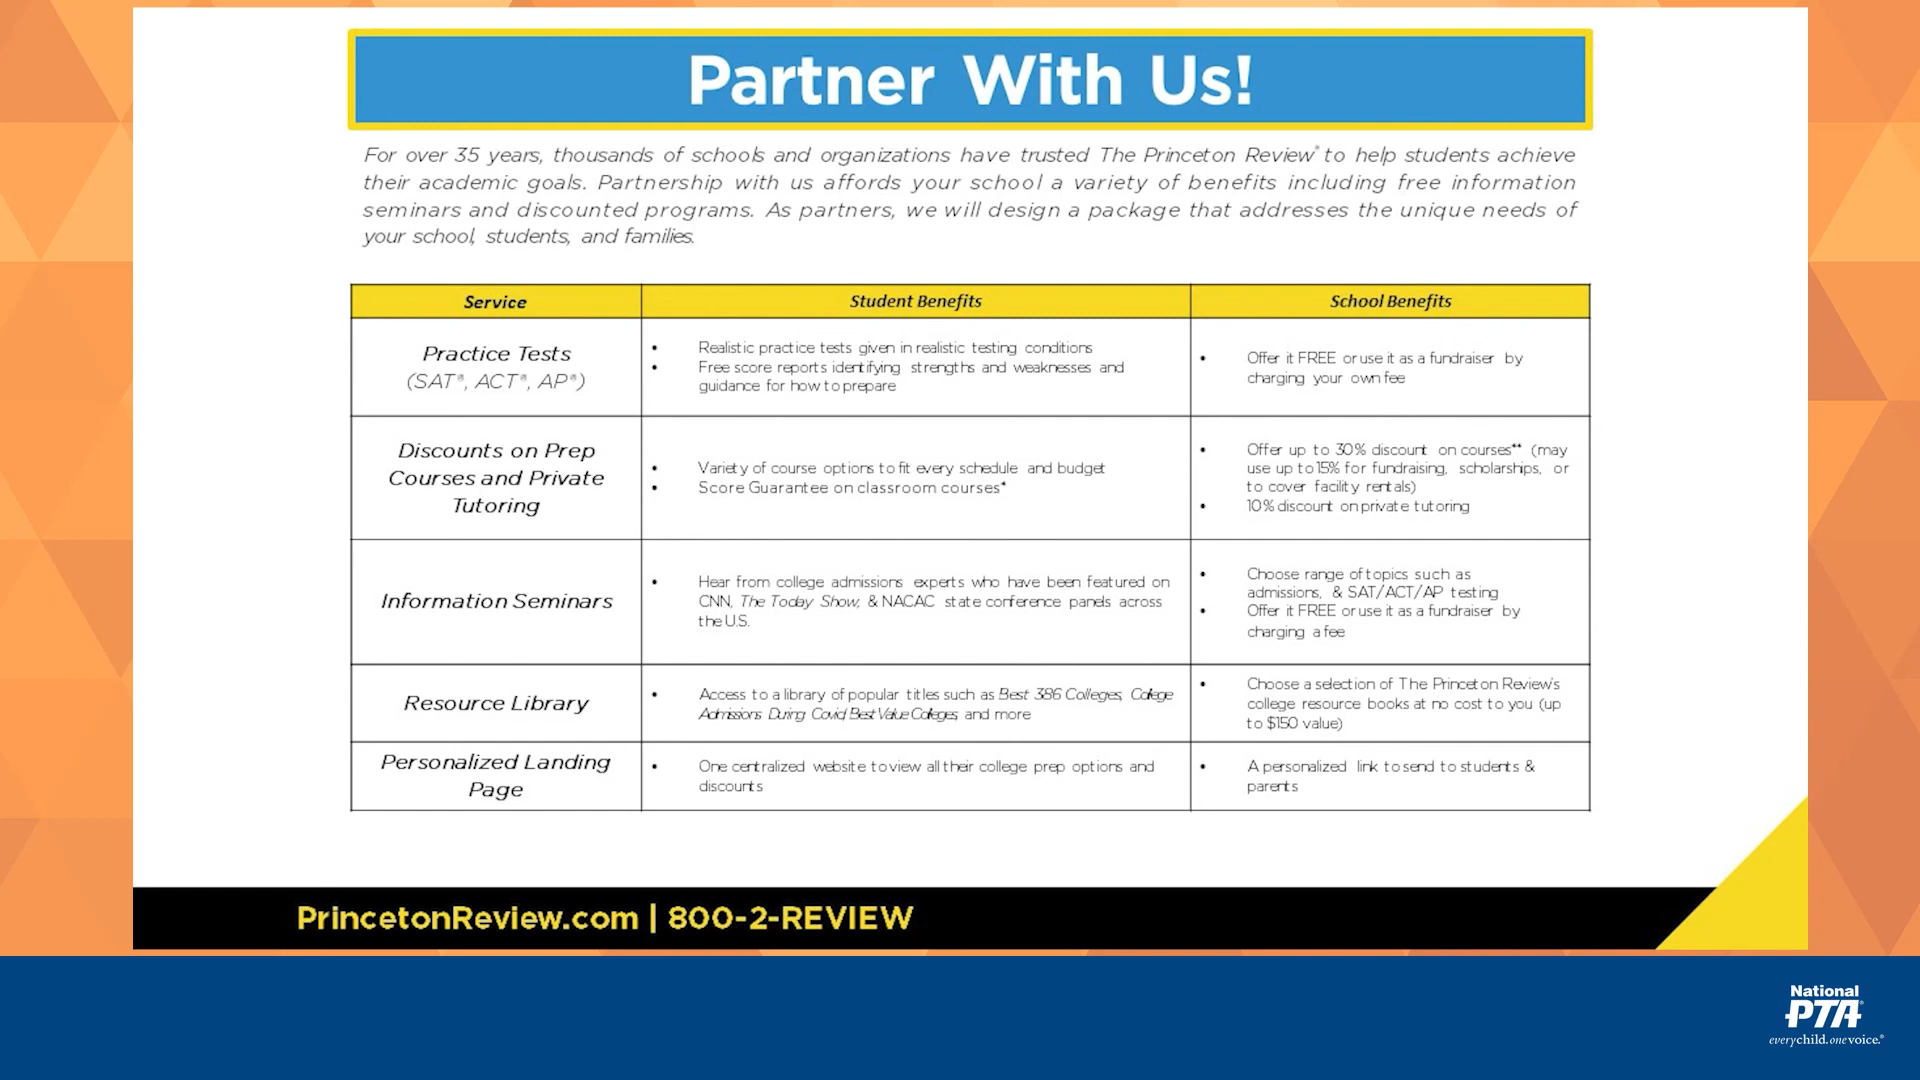 Partner With Us!
For over 35 years, thousands of schools and organizations have trusted The Princeton Review® to help students achieve
their academic goals. Partnership with us affords your school a variety of benefits including free information
seminars and discounted programs. As partners, we will design a package that addresses the unique needs of
your school, students, and families.
Service
Student Benefits
School Benefits
Practice Tests
(SAT®, ACT®, AP®)
• Realistic practice tests given in realistic testing conditions
• Free score reports identifying strengths and weaknesses and
guidance for how to prepare
• Offer it FREE or use it as a fundraiser by
charging your own fee
Discounts on Prep
Courses and Private
Tutoring
• Variety of course options to fit every schedule and budget
• Score Guarantee on classroom courses*
• Offer up to 30% discount on courses** (may
use up to 15% for fundraising, scholarships, or
to cover facility rentals)
• 10% discount on private tutoring
Information Seminars
• Hear from college admissions experts who have been featured on
CNN, The Today Show, & NACAC state conference panels across
the U.S.
• Choose range of topics such as
admissions, & SAT/ACT/AP testing
• Offer it FREE or use it as a fundraiser by
charging a fee
Resource Library
• Access to a library of popular titles such as Best 386 Colleges, College
Admissions During Covid, Best Value Colleges, and more
• Choose a selection of The Princeton Review's
college resource books at no cost to you (up
to $150 value)
Personalized Landing
Page
• One centralized website to view all their college prep options and
discounts
• A personalized link to send to students &
parents
PrincetonReview.com | 800-2-REVIEW
National
PTA®
everychild.onevoice.®